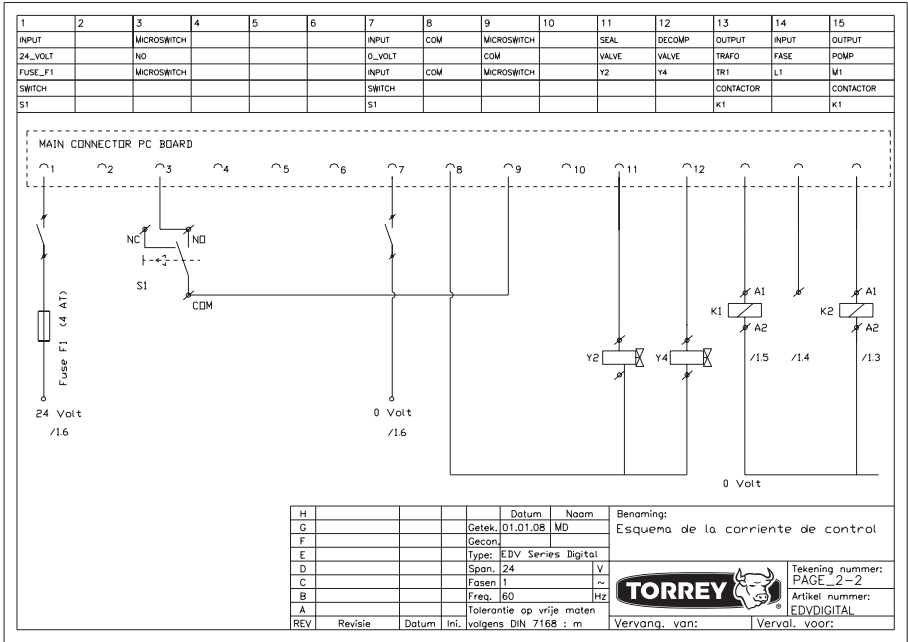 1 2 3 4 5 6 7 8 9 10 11 12 13 14 15
INPUT MICROSWITCH INPUT COM MICROSWITCH SEAL DECOMP OUTPUT INPUT OUTPUT
24_VOLT NO 0_VOLT COM VALVE VALVE TRAFO FASE POMP
FUSE_F1 MICROSWITCH INPUT COM MICROSWITCH Y2 Y4 TR1 L1 M1
SWITCH SWITCH CONTACTOR CONTACTOR
S1 S1 K1 K1
MAIN CONNECTOR PC BOARD
1 2 3 4 5 6 7 8 9 10 11 12
NC NO
S1
COM
A1 A1
K1 K2
A2 A2
Fuse F1 (4 AT)
Y2 Y4 /1.5 /1.4 /1.3
24 Volt 0 Volt
/1.6 /1.6
0 Volt
H Datum Naam Benaming:
G Getek. 01.01.08 MD Esquema de la corriente de control
F Gecon.
E Type: EDV Series Digital
D Span. 24 V Tekening nummer:
C Fasen 1 ~ TORREY PAGE_2-2
B Freq. 60 Hz ® Artikel nummer:
A Tolerantie op vrije maten EDVDIGITAL
REV Revisie Datum Ini. volgens DIN 7168 : m Vervang. van: Verval. voor: